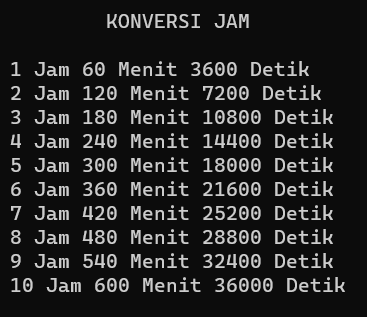 KONVERSI JAM
1 Jam 60 Menit 3600 Detik
2 Jam 120 Menit 7200 Detik
3 Jam 180 Menit 10800 Detik
4 Jam 240 Menit 14400 Detik
5 Jam 300 Menit 18000 Detik
6 Jam 360 Menit 21600 Detik
7 Jam 420 Menit 25200 Detik
8 Jam 480 Menit 28800 Detik
9 Jam 540 Menit 32400 Detik
10 Jam 600 Menit 36000 Detik